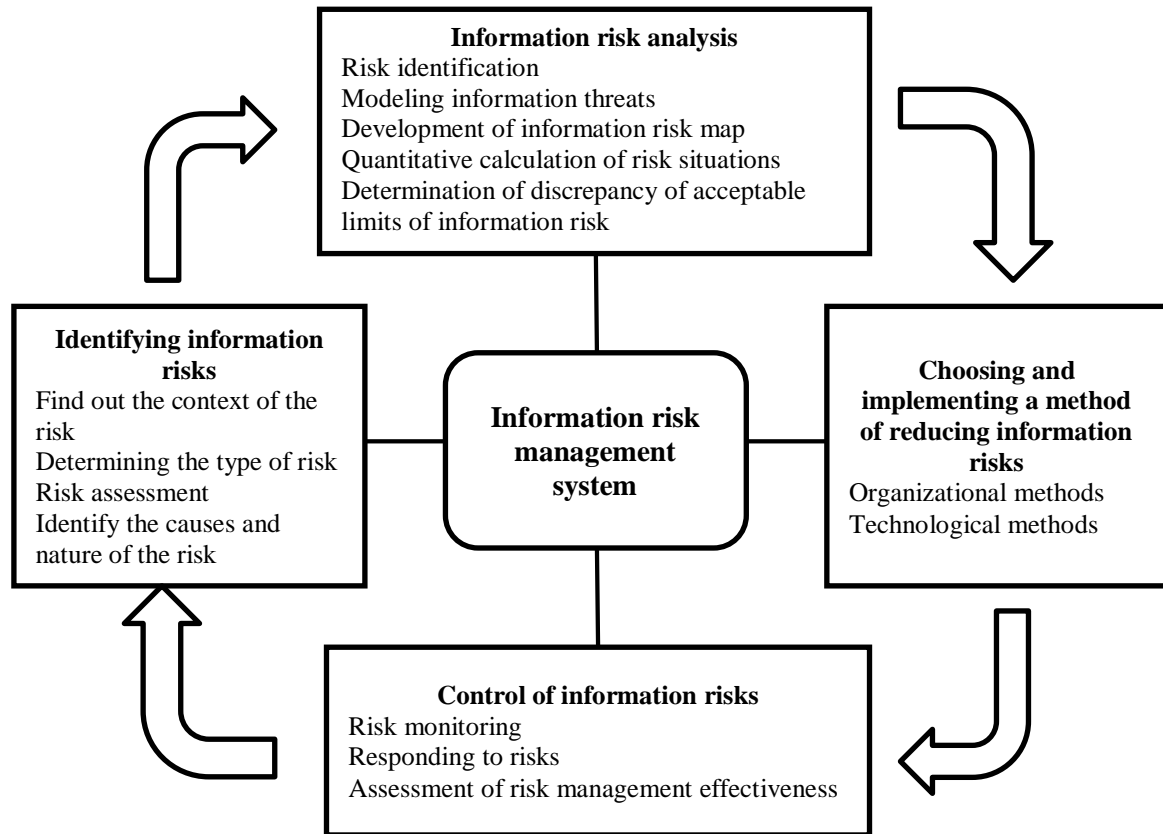 Information risk analysis
Risk identification
Modeling information threats
Development of information risk map
Quantitative calculation of risk situations
Determination of discrepancy of acceptable
limits of information risk
Identifying information
risks
Find out the context of the
risk
Determining the type of risk
Risk assessment
Identify the causes and
nature of the risk
Information risk
management
system
Choosing and
implementing a method
of reducing information
risks
Organizational methods
Technological methods
Control of information risks
Risk monitoring
Responding to risks
Assessment of risk management effectiveness